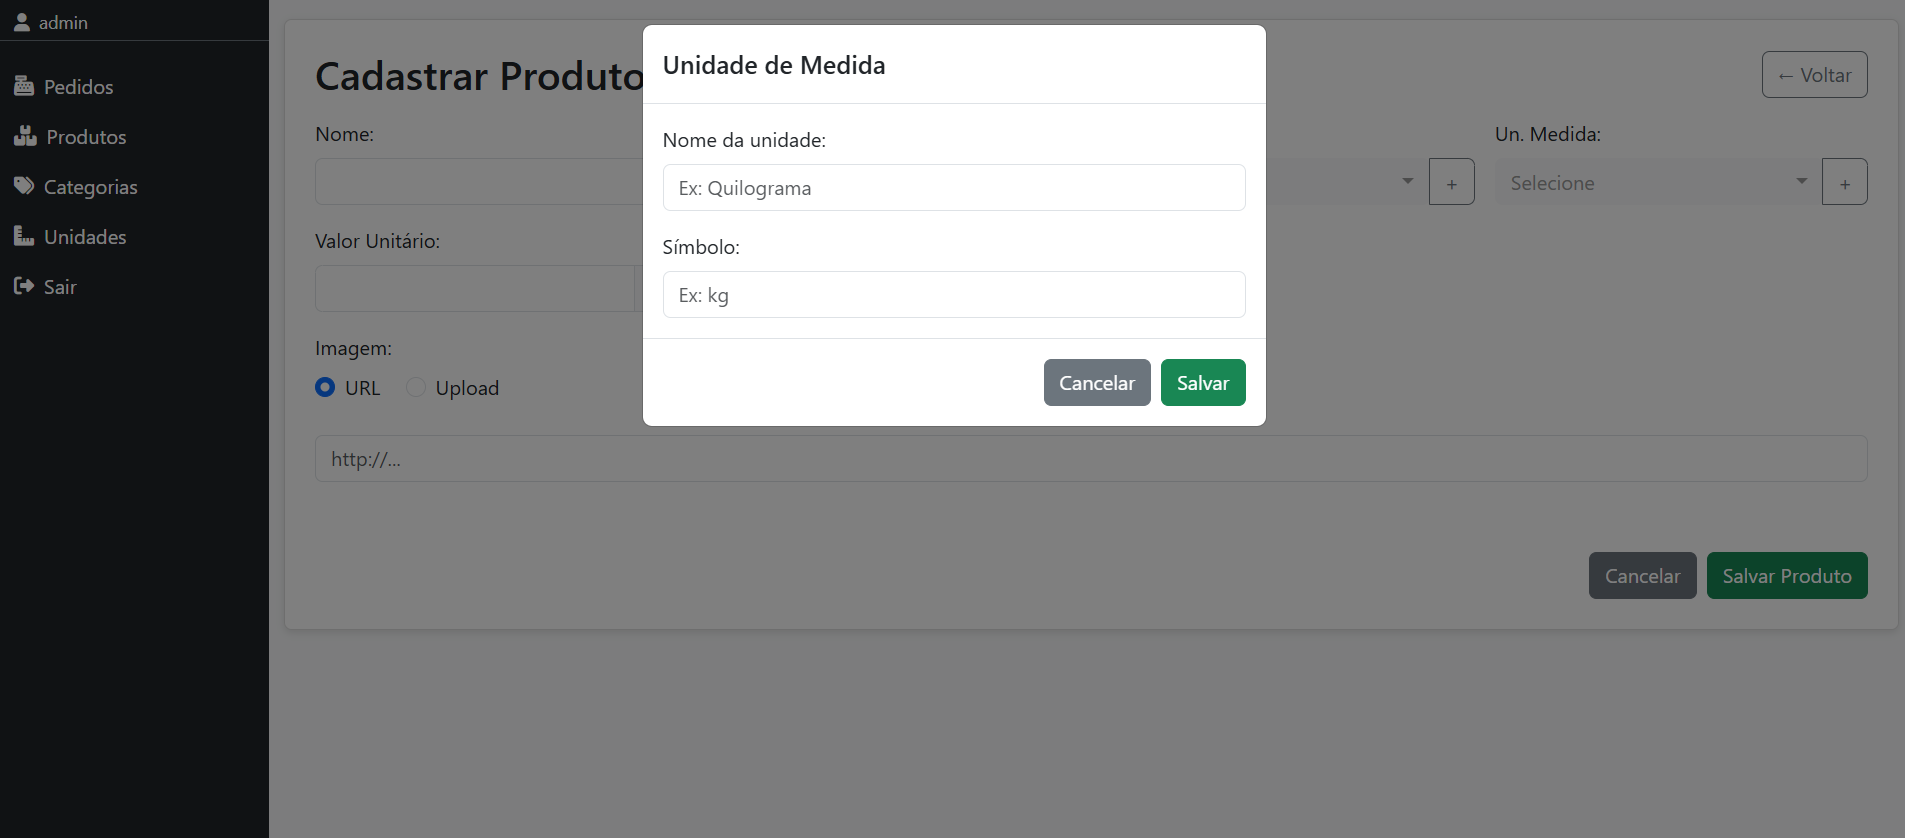 admin
Pedidos
Produtos
Categorias
Unidades
Sair
Cadastrar Produto
← Voltar
Nome:
Un. Medida:
+
Selecione
+
Valor Unitário:
Imagem:
URL
Upload
http://...
Cancelar
Salvar Produto
Unidade de Medida
Nome da unidade:
Ex: Quilograma
Símbolo:
Ex: kg
Cancelar
Salvar